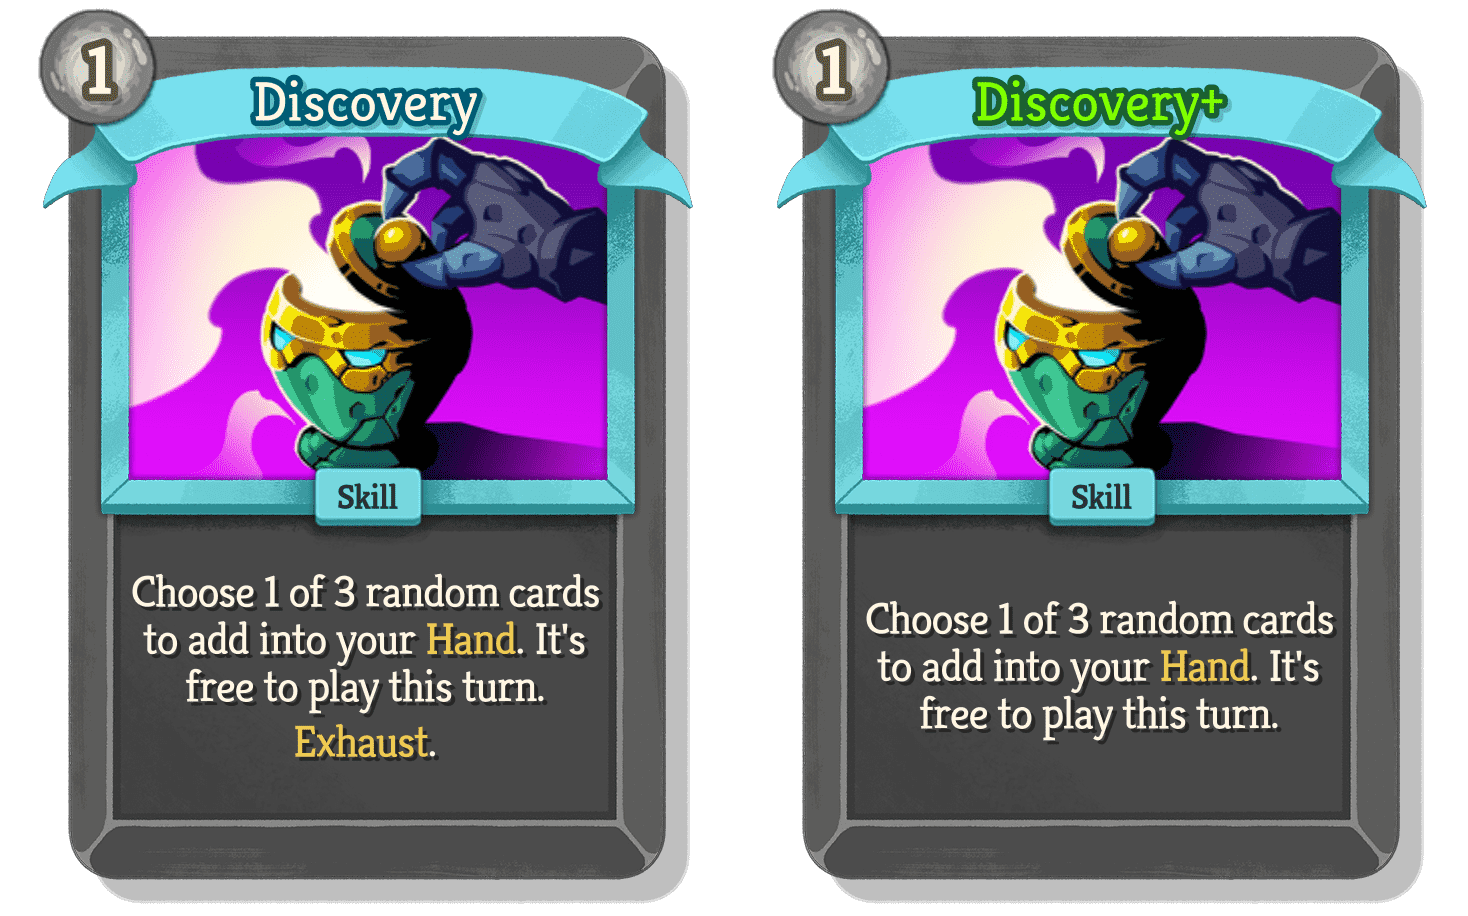 1
Discovery
Skill
Choose 1 of 3 random cards
to add into your Hand. It's
free to play this turn.
Exhaust.
1
Discovery+
Skill
Choose 1 of 3 random cards
to add into your Hand. It's
free to play this turn.